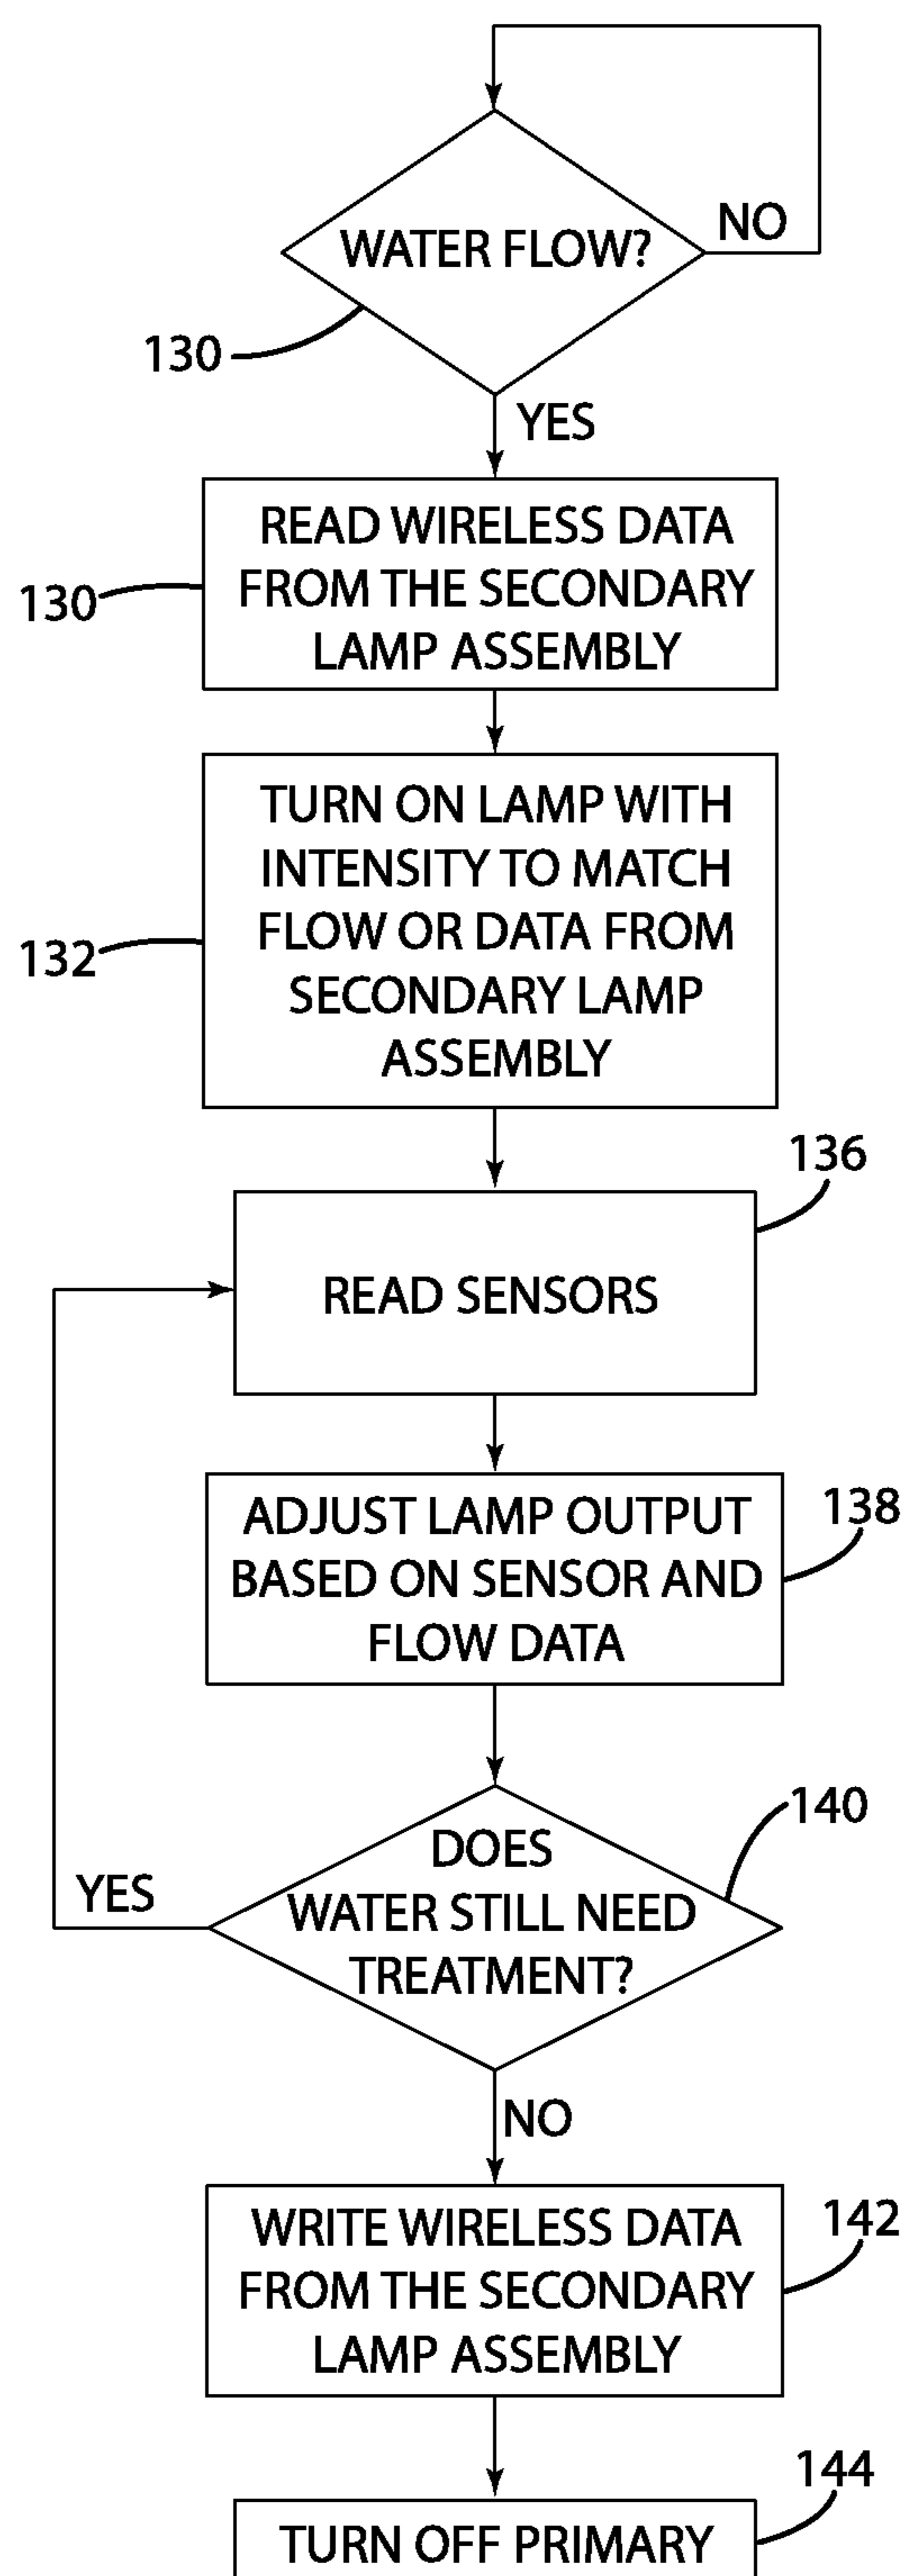 WATER FLOW?
NO
130
YES
READ WIRELESS DATA
FROM THE SECONDARY
LAMP ASSEMBLY
130
TURN ON LAMP WITH
INTENSITY TO MATCH
FLOW OR DATA FROM
SECONDARY LAMP
ASSEMBLY
132
136
READ SENSORS
ADJUST LAMP OUTPUT
BASED ON SENSOR AND
FLOW DATA
138
140
DOES
WATER STILL NEED
TREATMENT?
YES
NO
WRITE WIRELESS DATA
FROM THE SECONDARY
LAMP ASSEMBLY
142
144
TURN OFF PRIMARY